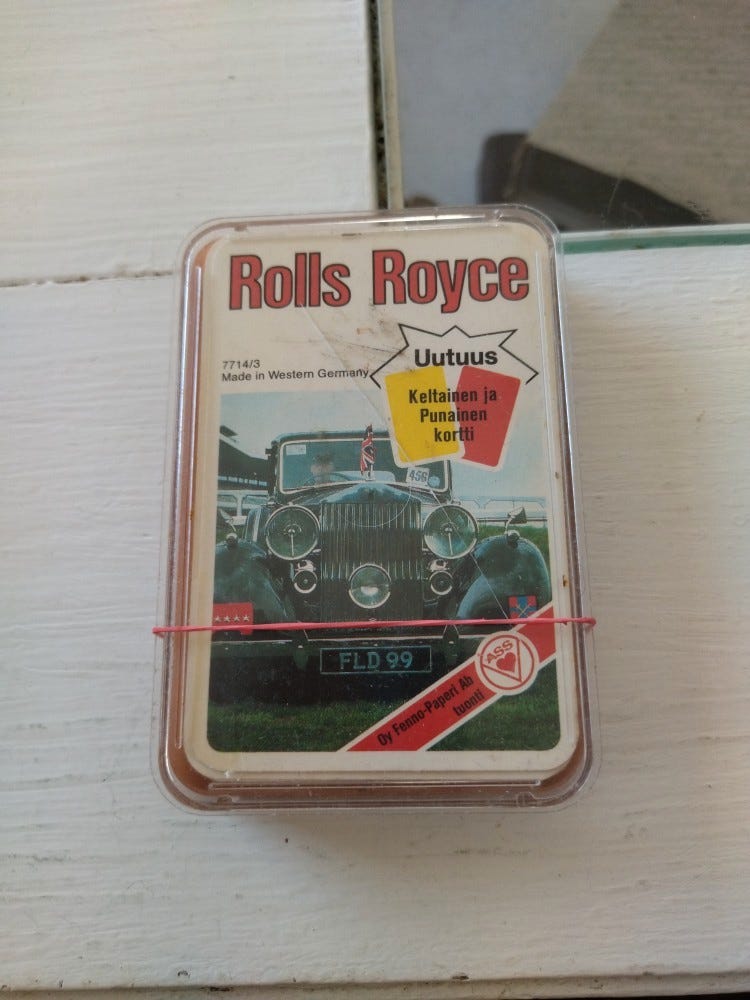 Rolls Royce
7714/3
Made in Western Germany
Uutuus
Keltainen ja
Punainen
kortti
456
FLD 99
ASS
Oy Fenno-Paperi Ab
tuonti